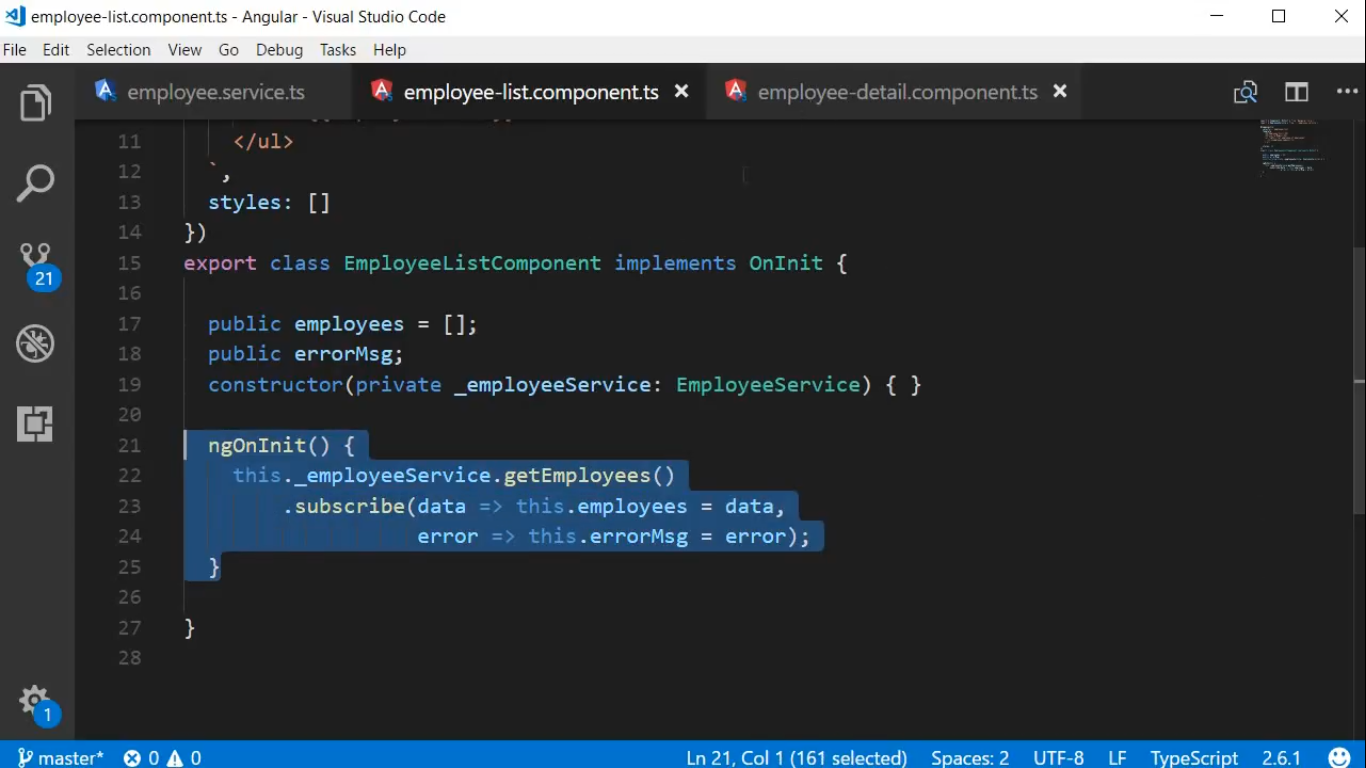 employee-list.component.ts - Angular - Visual Studio Code
File Edit Selection View Go Debug Tasks Help
employee.service.ts employee-list.component.ts employee-detail.component.ts
11 </ul>
12 `,
13 styles: []
14 })
15 export class EmployeeListComponent implements OnInit {
16
17 public employees = [];
18 public errorMsg;
19 constructor(private _employeeService: EmployeeService) { }
20
21 ngOnInit() {
22 this._employeeService.getEmployees()
23 .subscribe(data => this.employees = data,
24 error => this.errorMsg = error);
25 }
26
27 }
28
21
1
master* 0 0 Ln 21, Col 1 (161 selected) Spaces: 2 UTF-8 LF TypeScript 2.6.1